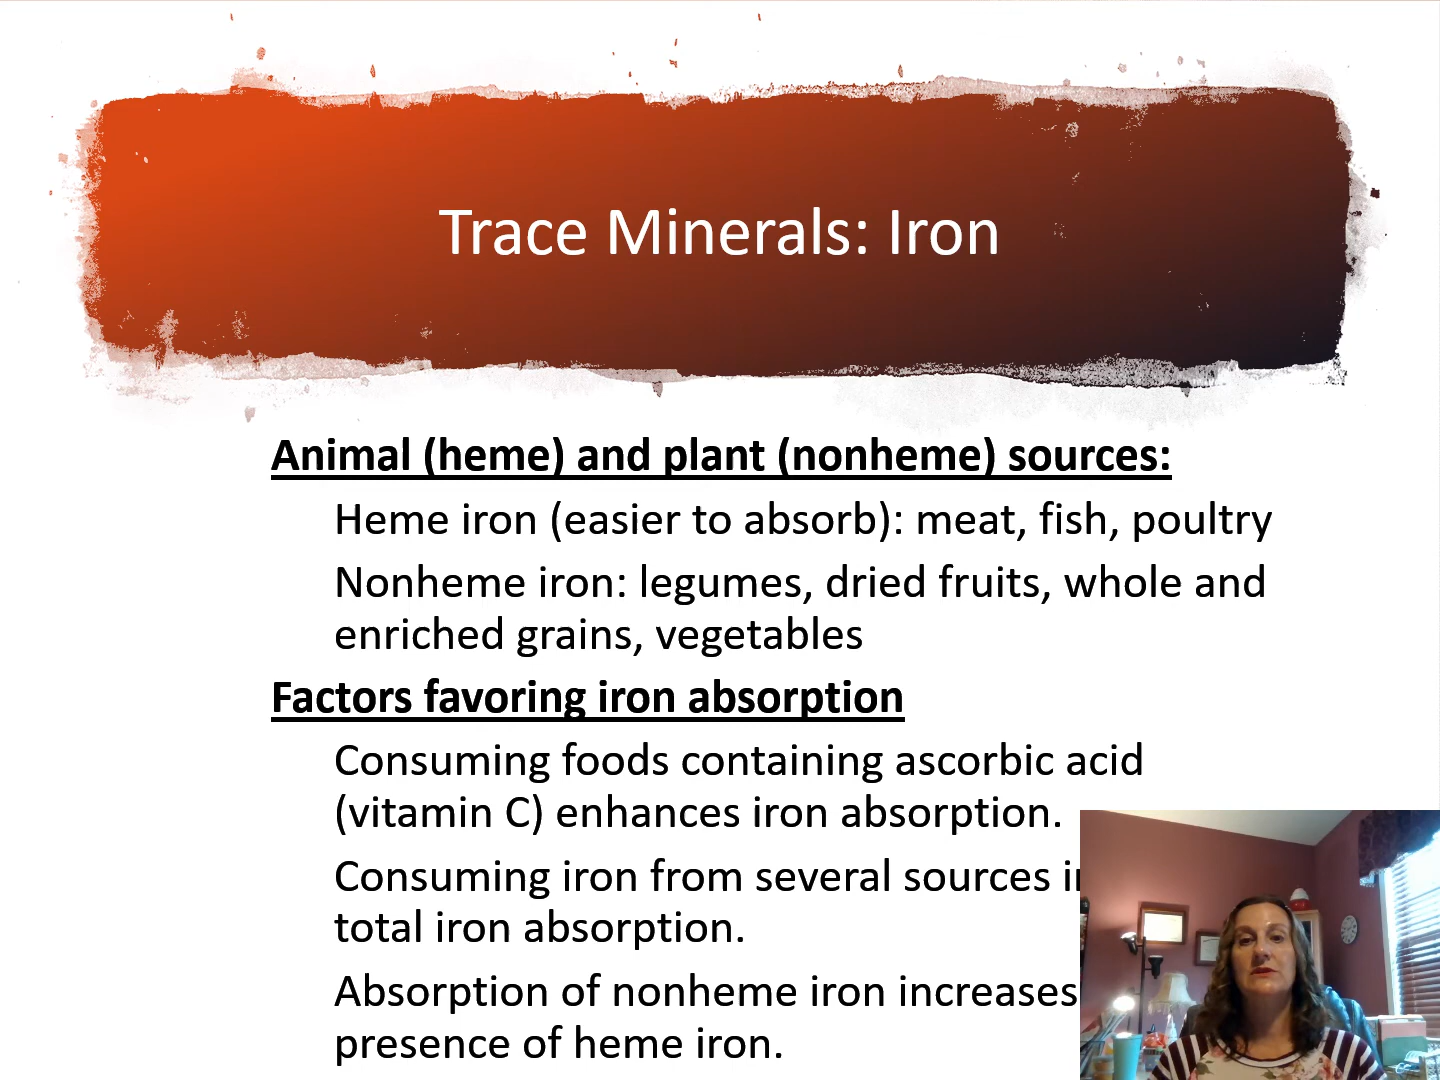 Trace Minerals: Iron
Animal (heme) and plant (nonheme) sources:
Heme iron (easier to absorb): meat, fish, poultry
Nonheme iron: legumes, dried fruits, whole and
enriched grains, vegetables
Factors favoring iron absorption
Consuming foods containing ascorbic acid
(vitamin C) enhances iron absorption.
Consuming iron from several sources
total iron absorption.
Absorption of nonheme iron increases
presence of heme iron.